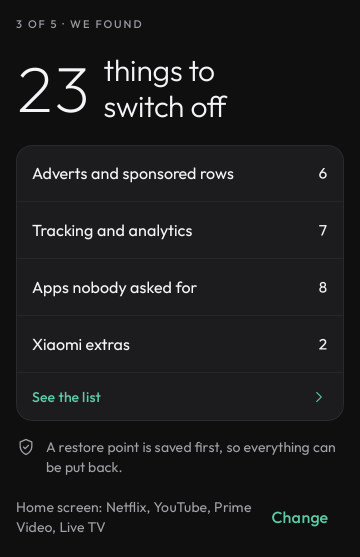 3 OF 5 · WE FOUND
23 things to
switch off
Adverts and sponsored rows 6
Tracking and analytics 7
Apps nobody asked for 8
Xiaomi extras 2
See the list
A restore point is saved first, so everything can
be put back.
Home screen: Netflix, YouTube, Prime
Video, Live TV
Change